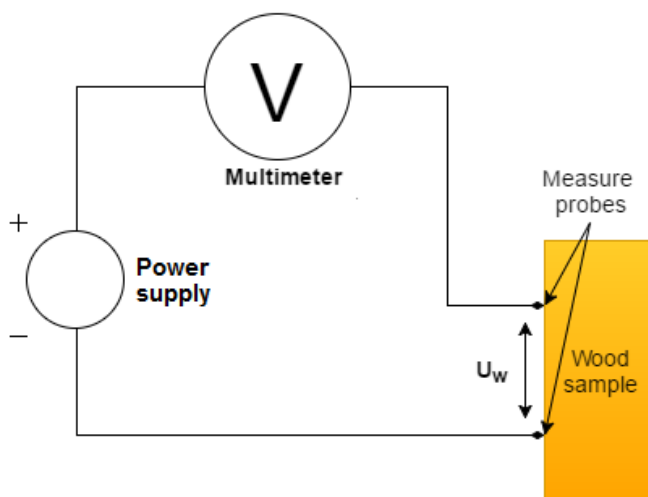 V
Multimeter
Measure
probes
+
Power
supply
−
U_W
Wood
sample